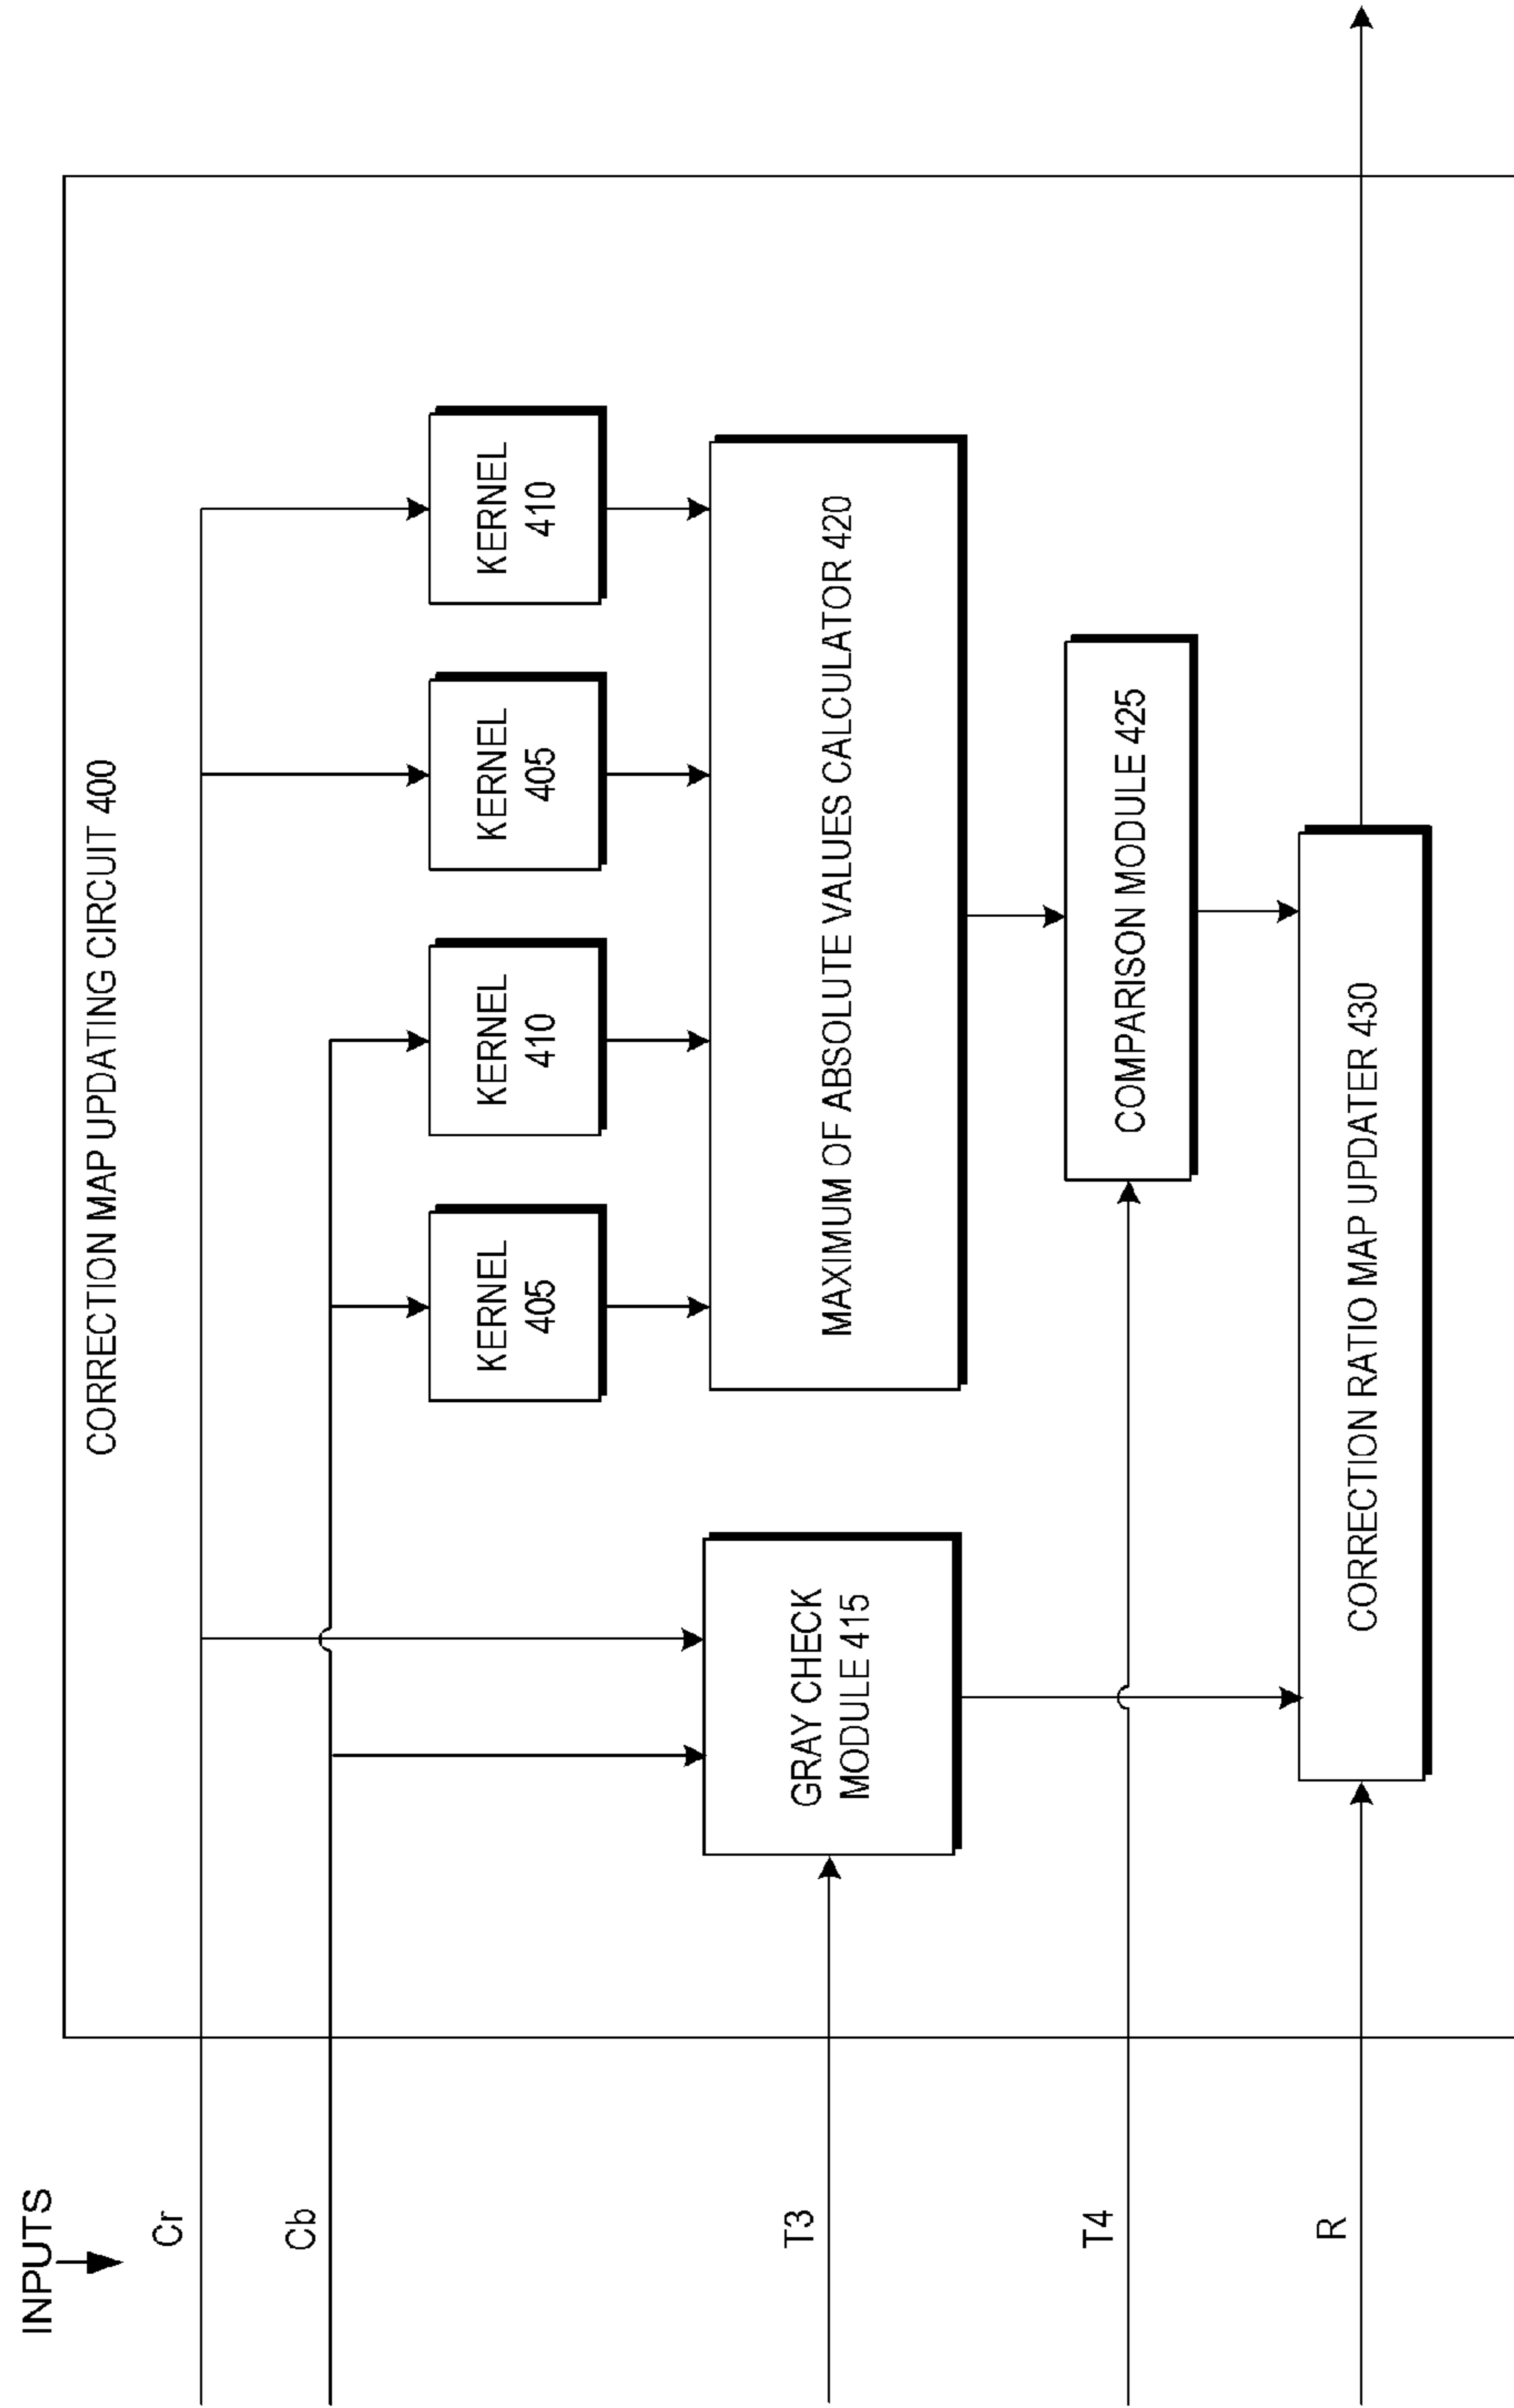 INPUTS
CORRECTION MAP UPDATING CIRCUIT 400
Cr
Cb
KERNEL
405
KERNEL
410
KERNEL
405
KERNEL
410
GRAY CHECK
MODULE 415
MAXIMUM OF ABSOLUTE VALUES CALCULATOR 420
T3
T4
COMPARISON MODULE 425
R
CORRECTION RATIO MAP UPDATER 430